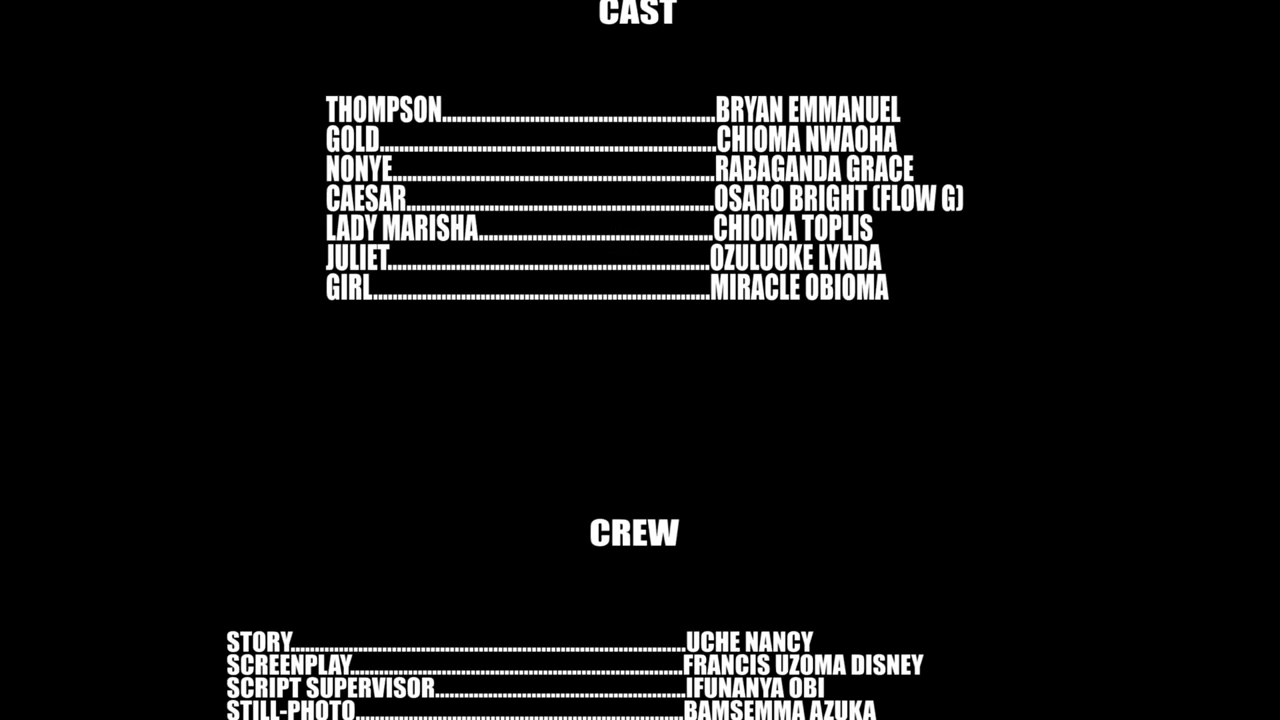 CAST
THOMPSON........................................................BRYAN EMMANUEL
GOLD.....................................................................CHIOMA NWAOHA
NONYE..................................................................RABAGANDA GRACE
CAESAR...............................................................OSARO BRIGHT (FLOW G)
LADY MARISHA................................................CHIOMA TOPLIS
JULIET..................................................................OZULUOKE LYNDA
GIRL.....................................................................MIRACLE OBIOMA
CREW
STORY.................................................................................UCHE NANCY
SCREENPLAY....................................................................FRANCIS UZOMA DISNEY
SCRIPT SUPERVISOR...................................................IFUNANYA OBI
STILL-PHOTO...................................................................BAMSEMMA AZUKA